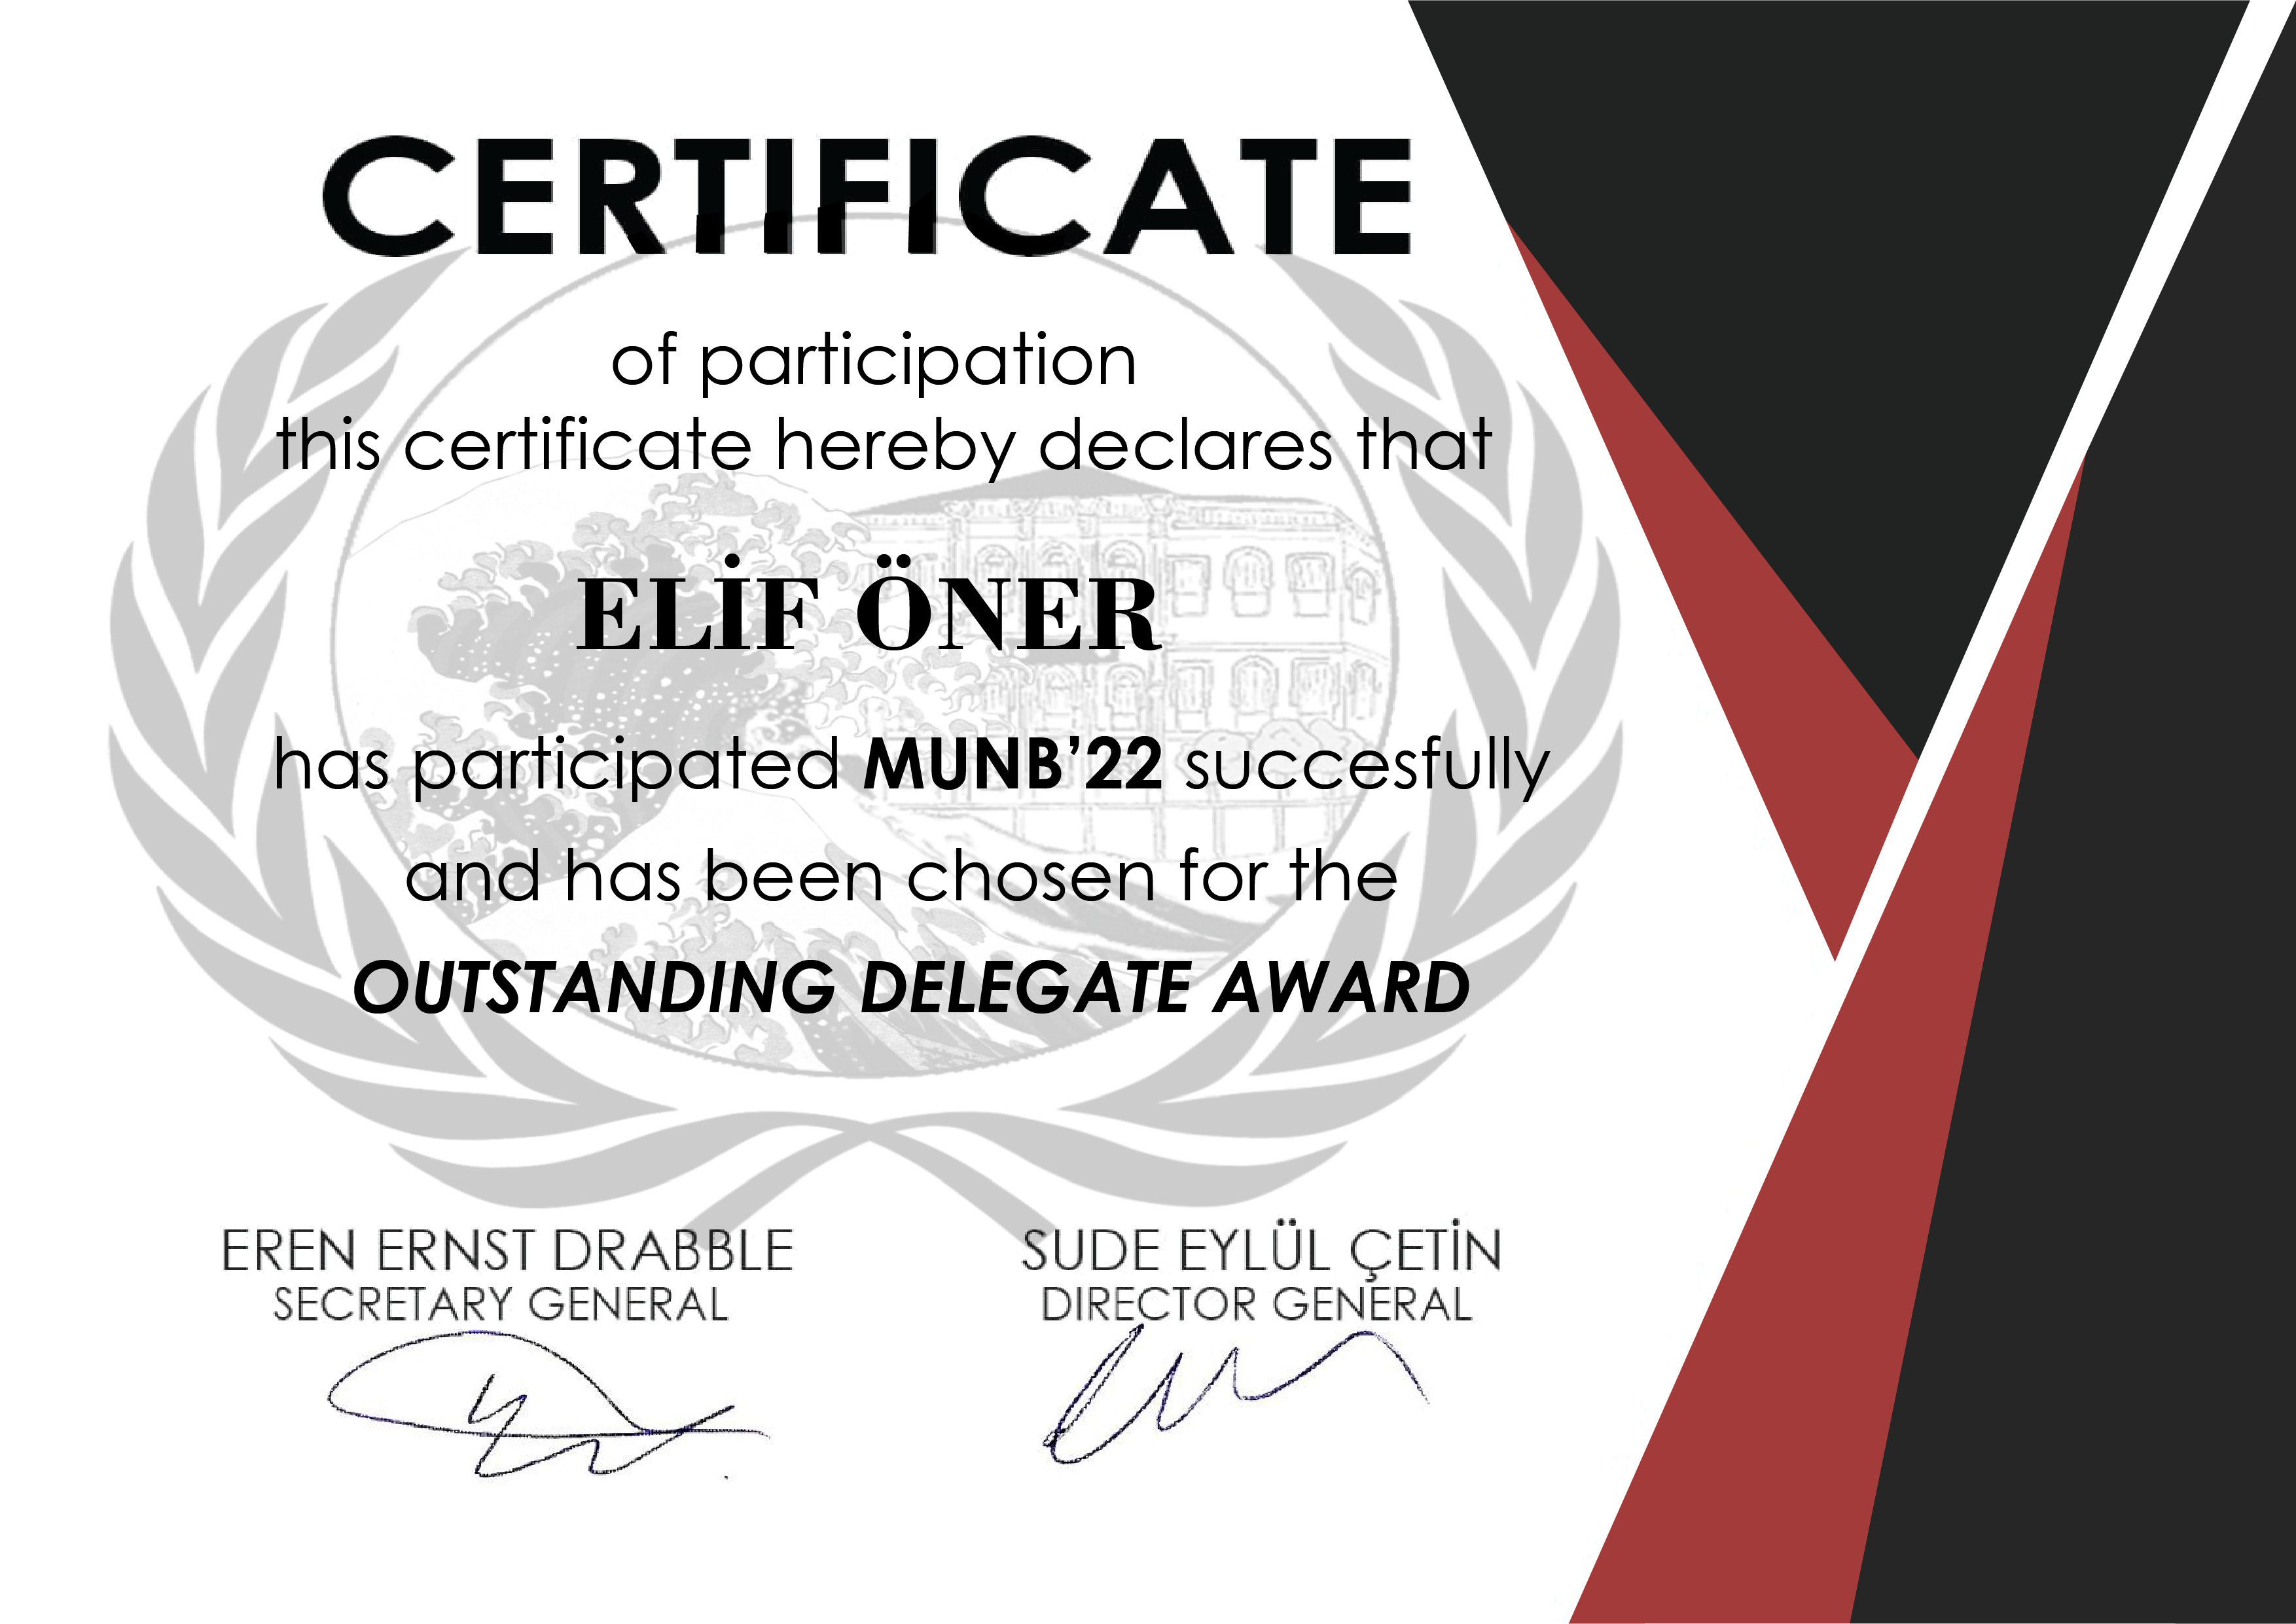 CERTIFICATE
of participation
this certificate hereby declares that
ELİF ÖNER
has participated MUNB’22 succesfully
and has been chosen for the
OUTSTANDING DELEGATE AWARD
EREN ERNST DRABBLE
SECRETARY GENERAL
SUDE EYLÜL ÇETİN
DIRECTOR GENERAL